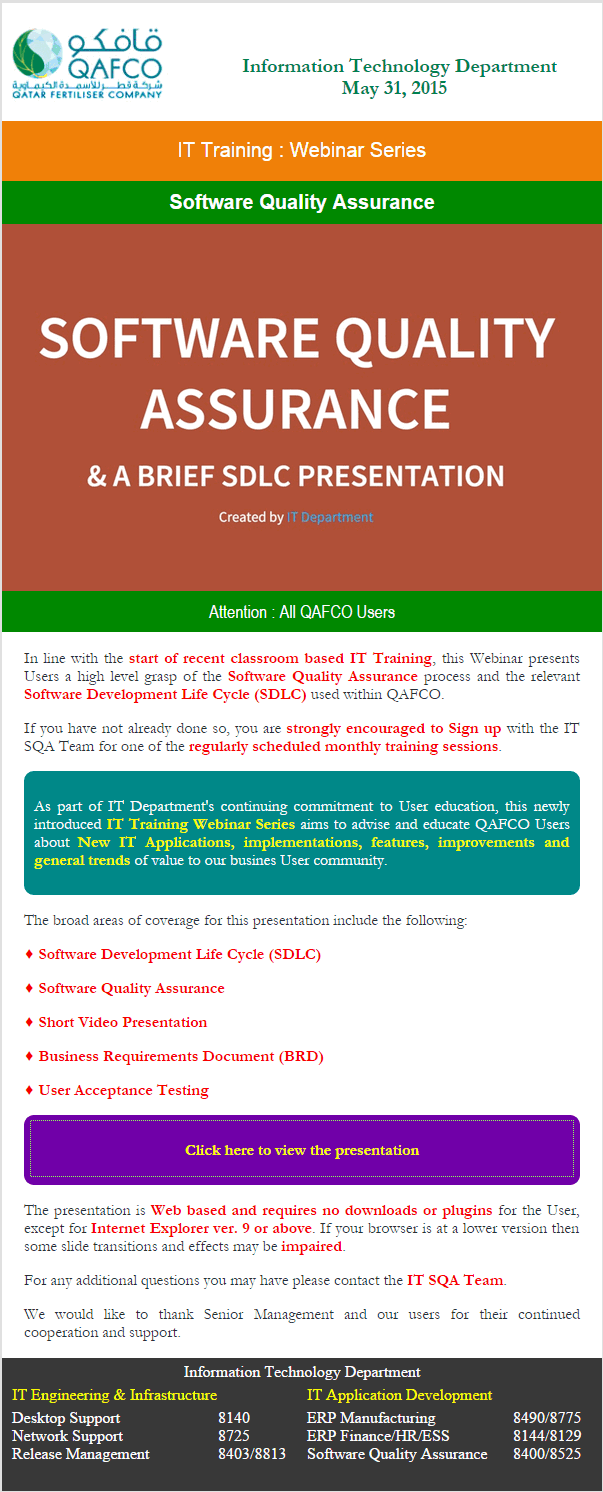 قافكو
QAFCO
شركة قطر للأسمدة الكيماوية
QATAR FERTILISER COMPANY
Information Technology Department
May 31, 2015
IT Training : Webinar Series
Software Quality Assurance
SOFTWARE QUALITY
ASSURANCE
& A BRIEF SDLC PRESENTATION
Created by IT Department
Attention : All QAFCO Users
In line with the start of recent classroom based IT Training, this Webinar presents
Users a high level grasp of the Software Quality Assurance process and the relevant
Software Development Life Cycle (SDLC) used within QAFCO.
If you have not already done so, you are strongly encouraged to Sign up with the IT
SQA Team for one of the regularly scheduled monthly training sessions.
As part of IT Department's continuing commitment to User education, this newly
introduced IT Training Webinar Series aims to advise and educate QAFCO Users
about New IT Applications, implementations, features, improvements and
general trends of value to our busines User community.
The broad areas of coverage for this presentation include the following:
♦ Software Development Life Cycle (SDLC)
♦ Software Quality Assurance
♦ Short Video Presentation
♦ Business Requirements Document (BRD)
♦ User Acceptance Testing
Click here to view the presentation
The presentation is Web based and requires no downloads or plugins for the User,
except for Internet Explorer ver. 9 or above. If your browser is at a lower version then
some slide transitions and effects may be impaired.
For any additional questions you may have please contact the IT SQA Team.
We would like to thank Senior Management and our users for their continued
cooperation and support.
Information Technology Department
IT Engineering & Infrastructure IT Application Development
Desktop Support 8140 ERP Manufacturing 8490/8775
Network Support 8725 ERP Finance/HR/ESS 8144/8129
Release Management 8403/8813 Software Quality Assurance 8400/8525